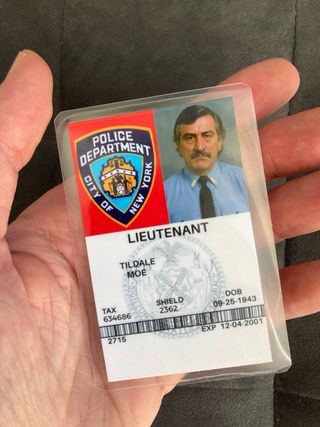 POLICE
DEPARTMENT
CITY OF
NEW YORK
LIEUTENANT
TILDALE
MOE
TAX
634686
SHIELD
2362
DOB
09-25-1943
2715
EXP 12-04-2001